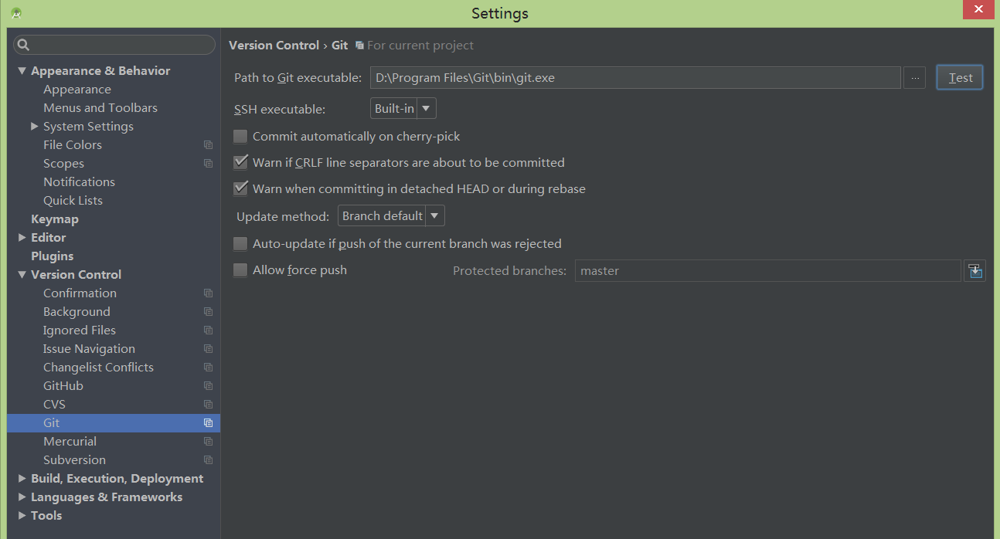 Settings
Appearance & Behavior
Appearance
Menus and Toolbars
System Settings
File Colors
Scopes
Notifications
Quick Lists
Keymap
Editor
Plugins
Version Control
Confirmation
Background
Ignored Files
Issue Navigation
Changelist Conflicts
GitHub
CVS
Git
Mercurial
Subversion
Build, Execution, Deployment
Languages & Frameworks
Tools
Version Control › Git For current project
Path to Git executable: D:\Program Files\Git\bin\git.exe ... Test
SSH executable: Built-in
Commit automatically on cherry-pick
Warn if CRLF line separators are about to be committed
Warn when committing in detached HEAD or during rebase
Update method: Branch default
Auto-update if push of the current branch was rejected
Allow force push Protected branches: master